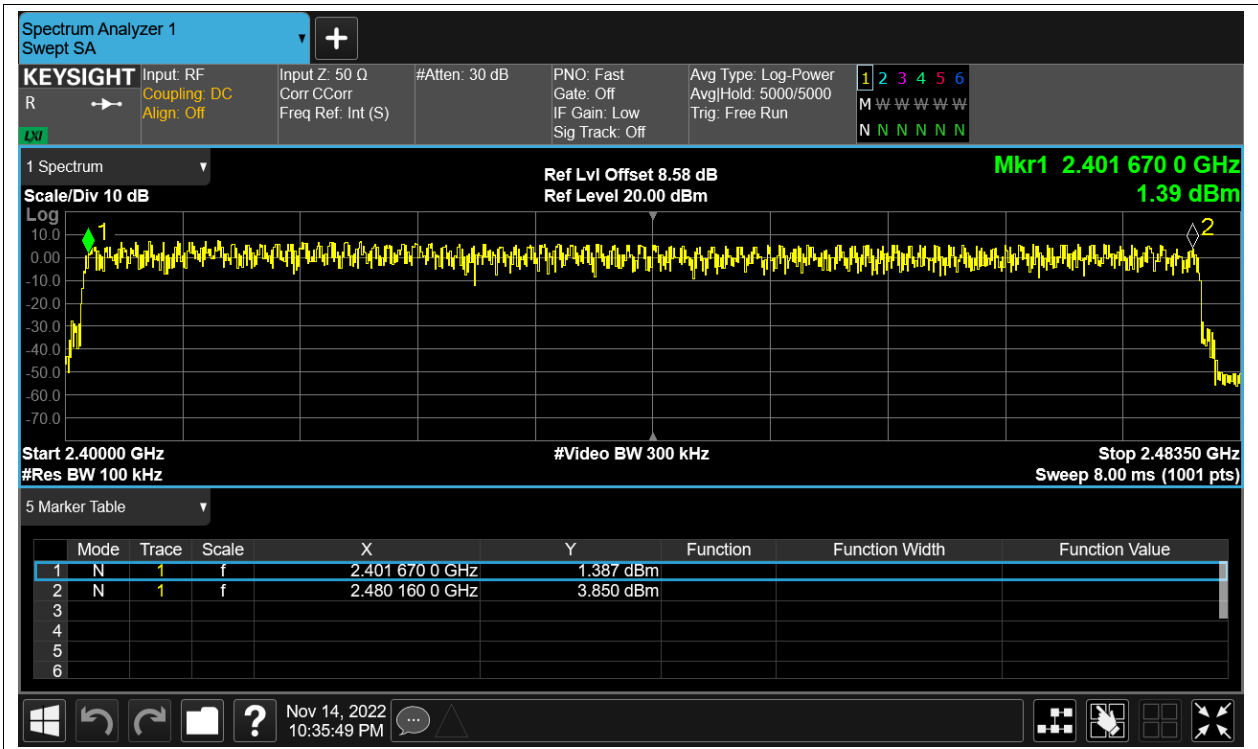 Spectrum Analyzer 1
Swept SA
+
KEYSIGHT Input: RF Input Z: 50 Ω #Atten: 30 dB PNO: Fast Avg Type: Log-Power 1 2 3 4 5 6
R Coupling: DC Corr CCorr Gate: Off Avg|Hold: 5000/5000 M W W W W W
Align: Off Freq Ref: Int (S) IF Gain: Low Trig: Free Run
LXI Sig Track: Off N N N N N N
1 Spectrum Ref Lvl Offset 8.58 dB Mkr1 2.401 670 0 GHz
Scale/Div 10 dB Ref Level 20.00 dBm 1.39 dBm
Log
1 2
10.0
0.00
-10.0
-20.0
-30.0
-40.0
-50.0
-60.0
-70.0
Start 2.40000 GHz #Video BW 300 kHz Stop 2.48350 GHz
#Res BW 100 kHz Sweep 8.00 ms (1001 pts)
5 Marker Table
Mode Trace Scale X Y Function Function Width Function Value
1 N 1 f 2.401 670 0 GHz 1.387 dBm
2 N 1 f 2.480 160 0 GHz 3.850 dBm
3
4
5
6
? Nov 14, 2022
10:35:49 PM